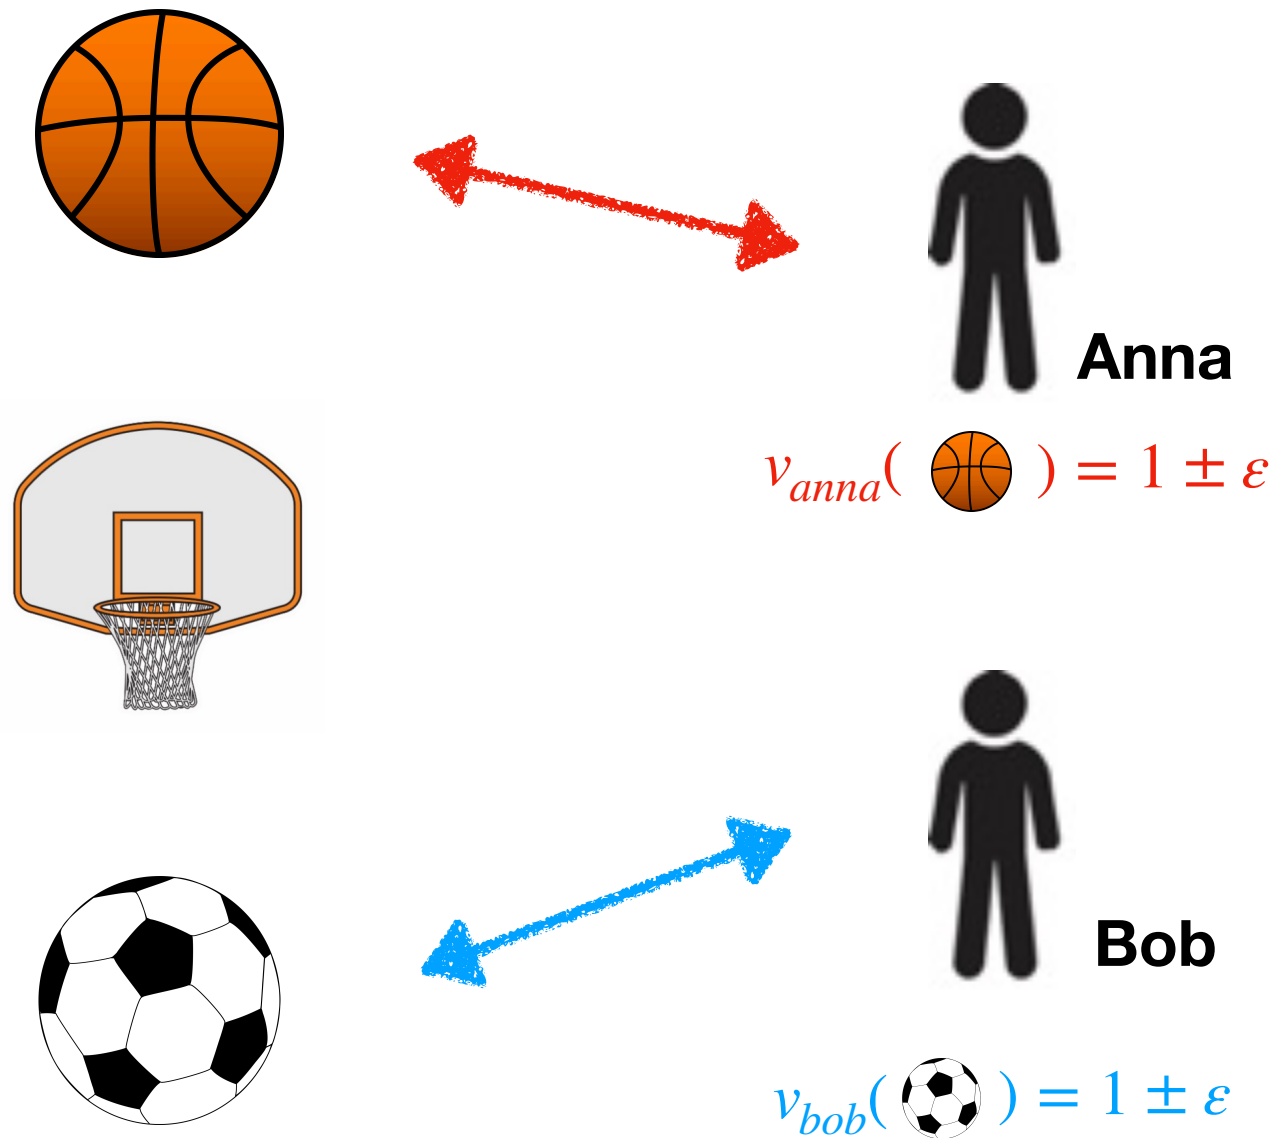 Anna
v_anna( ) = 1 ± ε
Bob
v_bob( ) = 1 ± ε